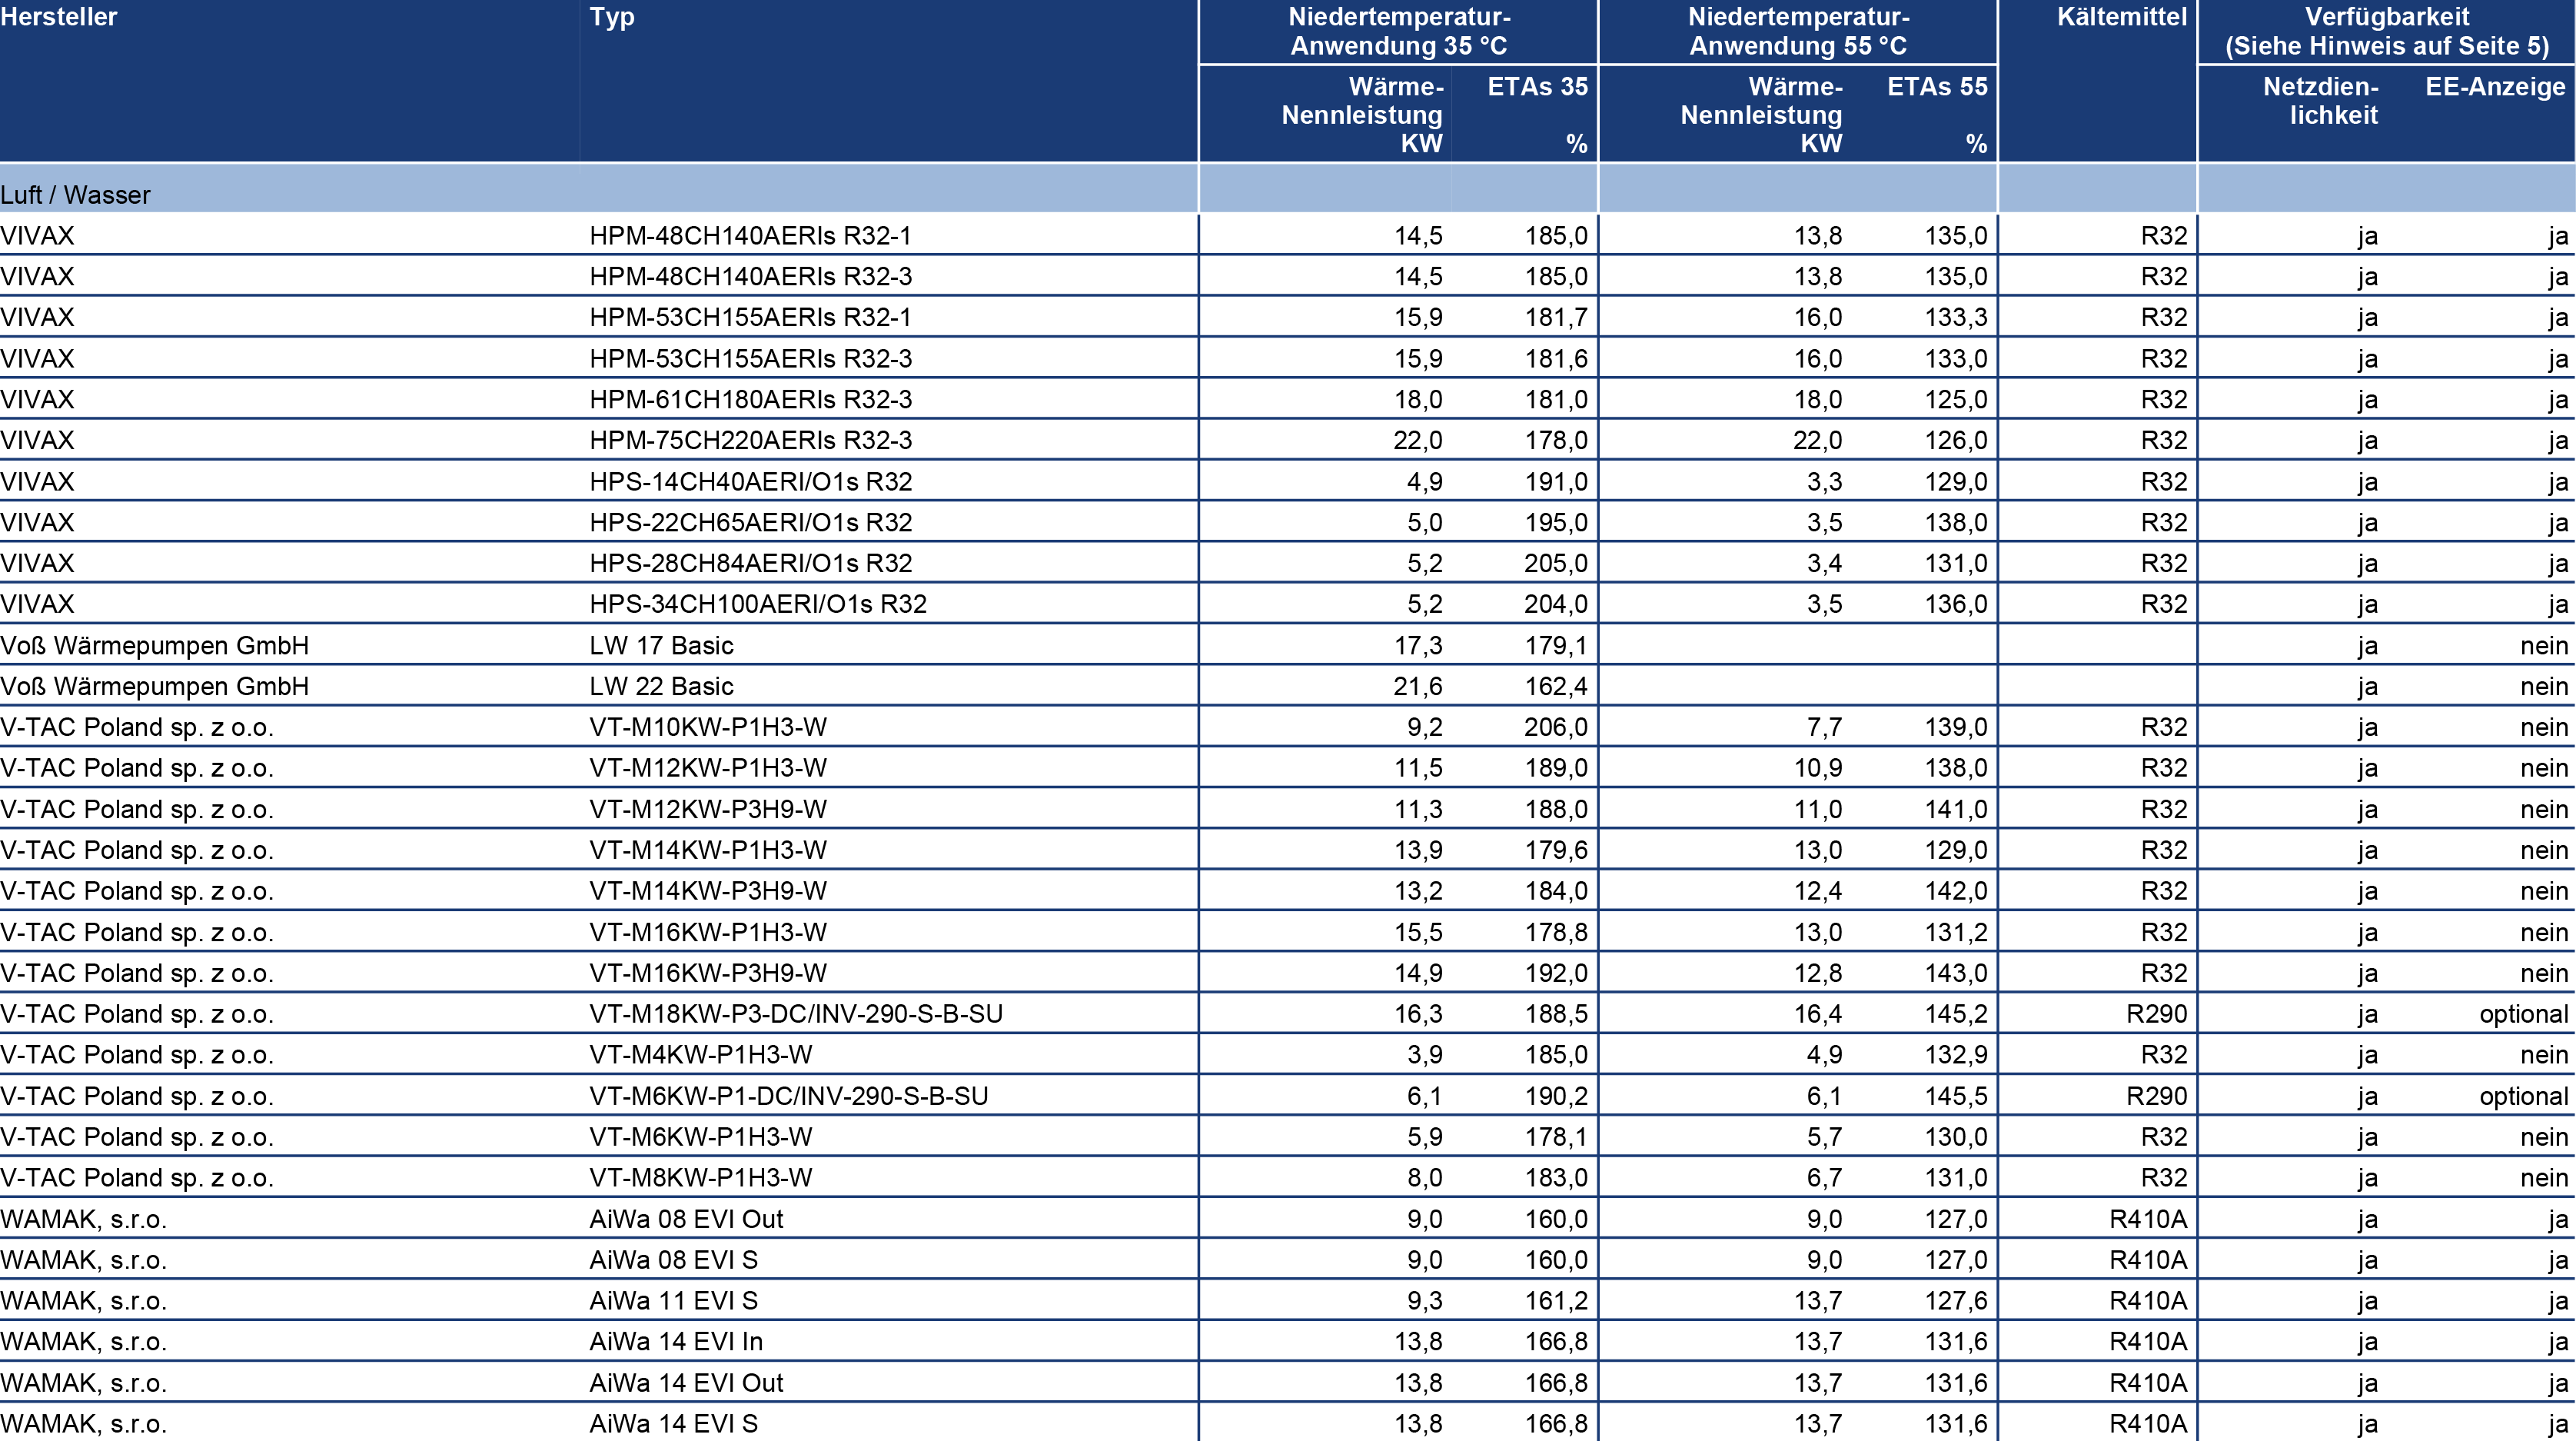 Hersteller Typ Niedertemperatur- Niedertemperatur- Kältemittel Verfügbarkeit
Anwendung 35 °C Anwendung 55 °C (Siehe Hinweis auf Seite 5)
Wärme- ETAs 35 Wärme- ETAs 55 Netzdien- EE-Anzeige
Nennleistung Nennleistung lichkeit
KW % KW %
Luft / Wasser
VIVAX HPM-48CH140AERIs R32-1 14,5 185,0 13,8 135,0 R32 ja ja
VIVAX HPM-48CH140AERIs R32-3 14,5 185,0 13,8 135,0 R32 ja ja
VIVAX HPM-53CH155AERIs R32-1 15,9 181,7 16,0 133,3 R32 ja ja
VIVAX HPM-53CH155AERIs R32-3 15,9 181,6 16,0 133,0 R32 ja ja
VIVAX HPM-61CH180AERIs R32-3 18,0 181,0 18,0 125,0 R32 ja ja
VIVAX HPM-75CH220AERIs R32-3 22,0 178,0 22,0 126,0 R32 ja ja
VIVAX HPS-14CH40AERI/O1s R32 4,9 191,0 3,3 129,0 R32 ja ja
VIVAX HPS-22CH65AERI/O1s R32 5,0 195,0 3,5 138,0 R32 ja ja
VIVAX HPS-28CH84AERI/O1s R32 5,2 205,0 3,4 131,0 R32 ja ja
VIVAX HPS-34CH100AERI/O1s R32 5,2 204,0 3,5 136,0 R32 ja ja
Voß Wärmepumpen GmbH LW 17 Basic 17,3 179,1 ja nein
Voß Wärmepumpen GmbH LW 22 Basic 21,6 162,4 ja nein
V-TAC Poland sp. z o.o. VT-M10KW-P1H3-W 9,2 206,0 7,7 139,0 R32 ja nein
V-TAC Poland sp. z o.o. VT-M12KW-P1H3-W 11,5 189,0 10,9 138,0 R32 ja nein
V-TAC Poland sp. z o.o. VT-M12KW-P3H9-W 11,3 188,0 11,0 141,0 R32 ja nein
V-TAC Poland sp. z o.o. VT-M14KW-P1H3-W 13,9 179,6 13,0 129,0 R32 ja nein
V-TAC Poland sp. z o.o. VT-M14KW-P3H9-W 13,2 184,0 12,4 142,0 R32 ja nein
V-TAC Poland sp. z o.o. VT-M16KW-P1H3-W 15,5 178,8 13,0 131,2 R32 ja nein
V-TAC Poland sp. z o.o. VT-M16KW-P3H9-W 14,9 192,0 12,8 143,0 R32 ja nein
V-TAC Poland sp. z o.o. VT-M18KW-P3-DC/INV-290-S-B-SU 16,3 188,5 16,4 145,2 R290 ja optional
V-TAC Poland sp. z o.o. VT-M4KW-P1H3-W 3,9 185,0 4,9 132,9 R32 ja nein
V-TAC Poland sp. z o.o. VT-M6KW-P1-DC/INV-290-S-B-SU 6,1 190,2 6,1 145,5 R290 ja optional
V-TAC Poland sp. z o.o. VT-M6KW-P1H3-W 5,9 178,1 5,7 130,0 R32 ja nein
V-TAC Poland sp. z o.o. VT-M8KW-P1H3-W 8,0 183,0 6,7 131,0 R32 ja nein
WAMAK, s.r.o. AiWa 08 EVI Out 9,0 160,0 9,0 127,0 R410A ja ja
WAMAK, s.r.o. AiWa 08 EVI S 9,0 160,0 9,0 127,0 R410A ja ja
WAMAK, s.r.o. AiWa 11 EVI S 9,3 161,2 13,7 127,6 R410A ja ja
WAMAK, s.r.o. AiWa 14 EVI In 13,8 166,8 13,7 131,6 R410A ja ja
WAMAK, s.r.o. AiWa 14 EVI Out 13,8 166,8 13,7 131,6 R410A ja ja
WAMAK, s.r.o. AiWa 14 EVI S 13,8 166,8 13,7 131,6 R410A ja ja